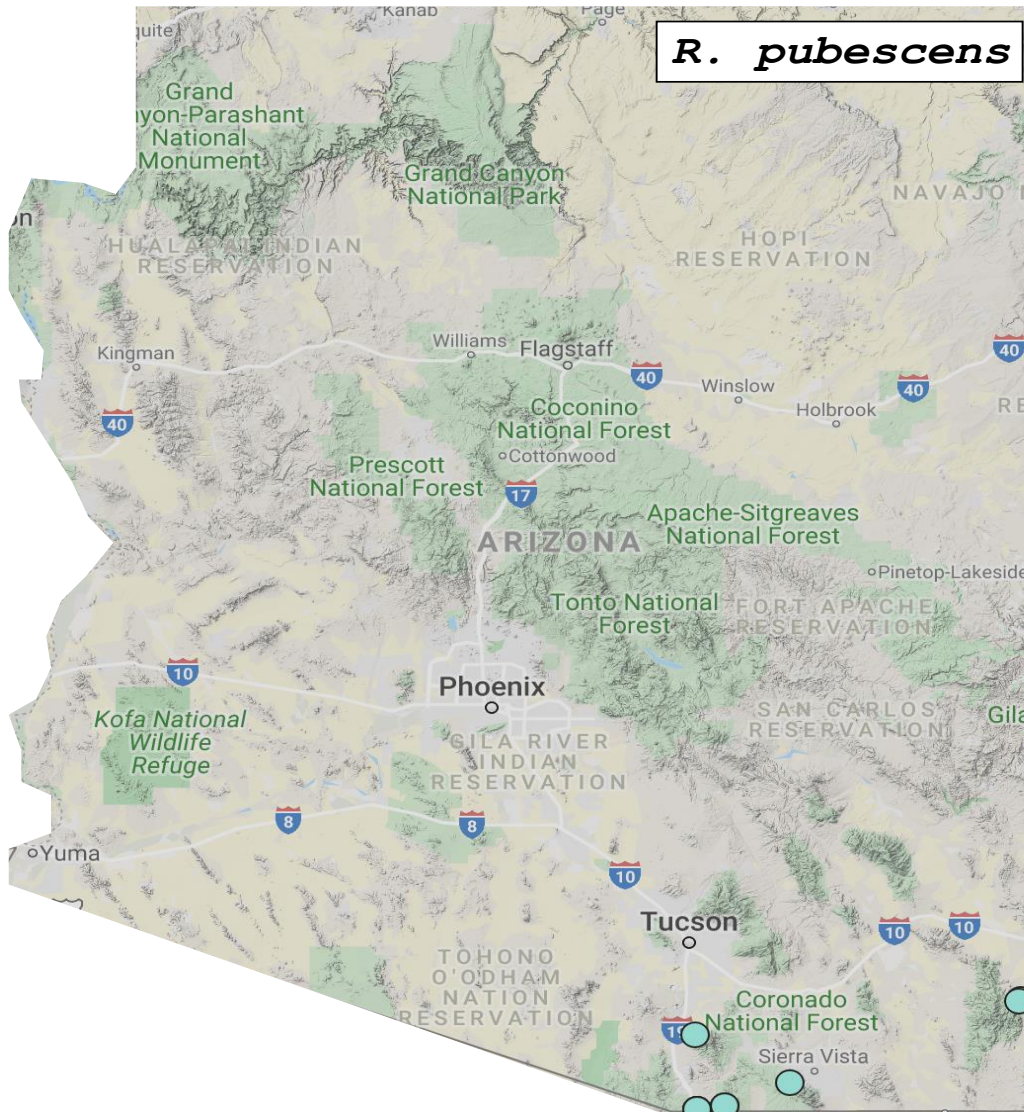 Kanab
Page
quite
R. pubescens
Grand
yon-Parashant
National
Monument
Grand Canyon
National Park
NAVAJO
on
HUALAPAI INDIAN
RESERVATION
HOPI
RESERVATION
Kingman
Williams
Flagstaff
40
40
Winslow
40
Holbrook
40
RE
Coconino
National Forest
Cottonwood
Prescott
National Forest
17
Apache-Sitgreaves
National Forest
ARIZONA
Pinetop-Lakeside
Tonto National
Forest
FORT APACHE
RESERVATION
10
Phoenix
Kofa National
Wildlife
Refuge
SAN CARLOS
RESERVATION
Gila
GILA RIVER
INDIAN
RESERVATION
8
8
Yuma
10
Tucson
10
10
TOHONO
O'ODHAM
NATION
RESERVATION
Coronado
National Forest
19
Sierra Vista